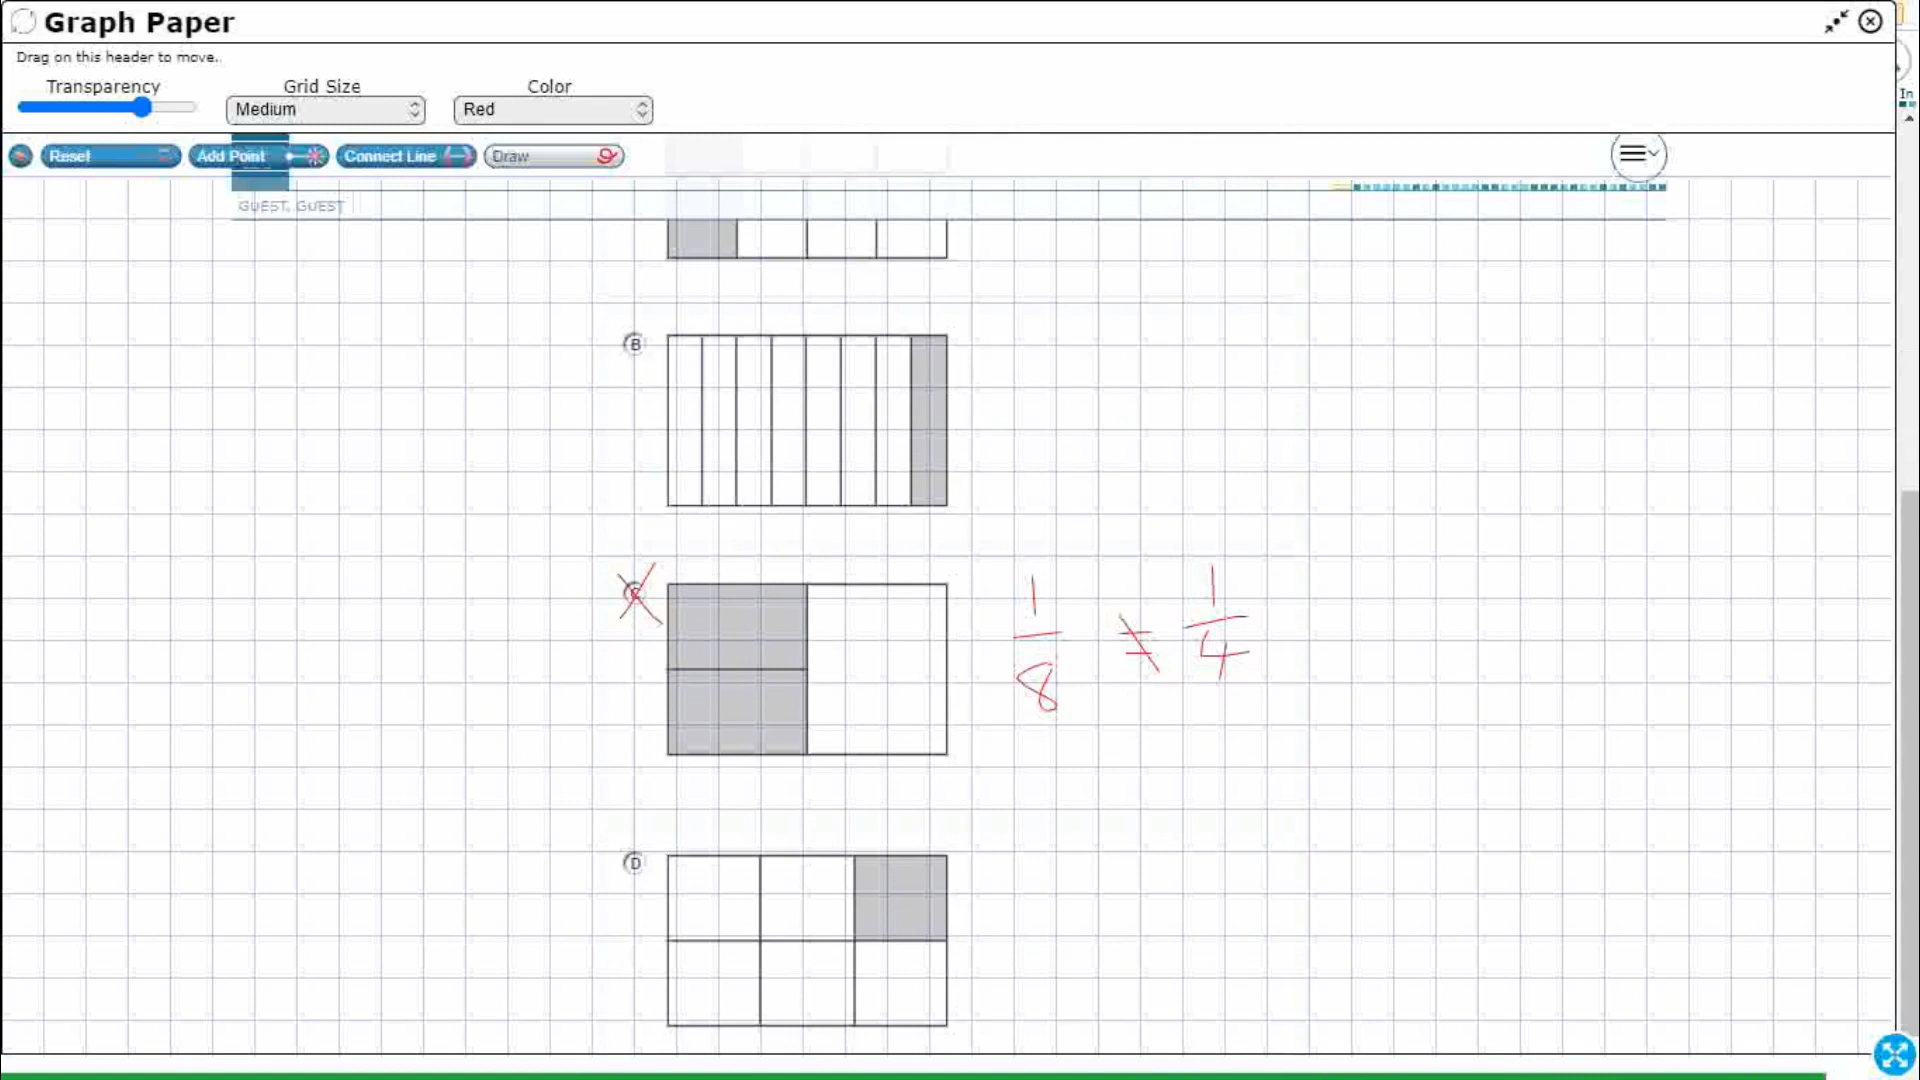 Graph Paper
Drag on this header to move..
Transparency Grid Size Color
Medium Red
In
Reset Add Point Connect Line Draw
GUEST, GUEST
B
C
1/8 ≠ 1/4
D